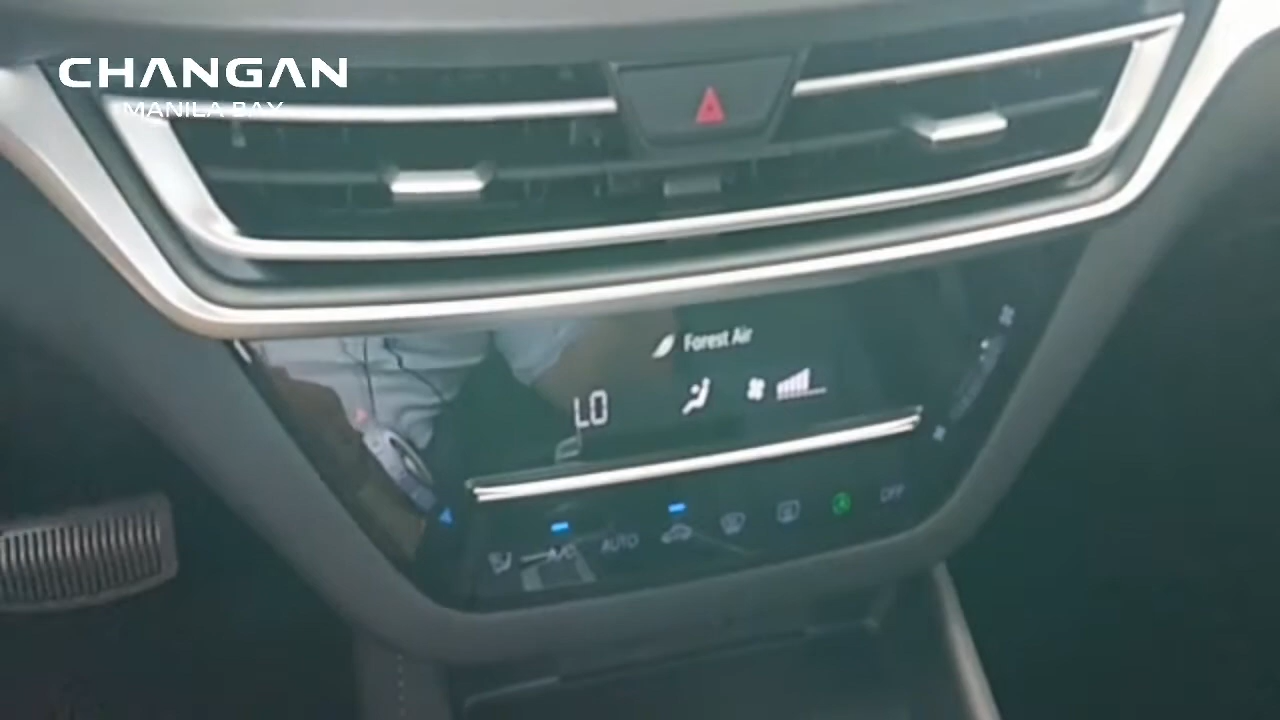 CHANGAN
MANILA BAY
Forest Air
LO
A/C
AUTO
OFF